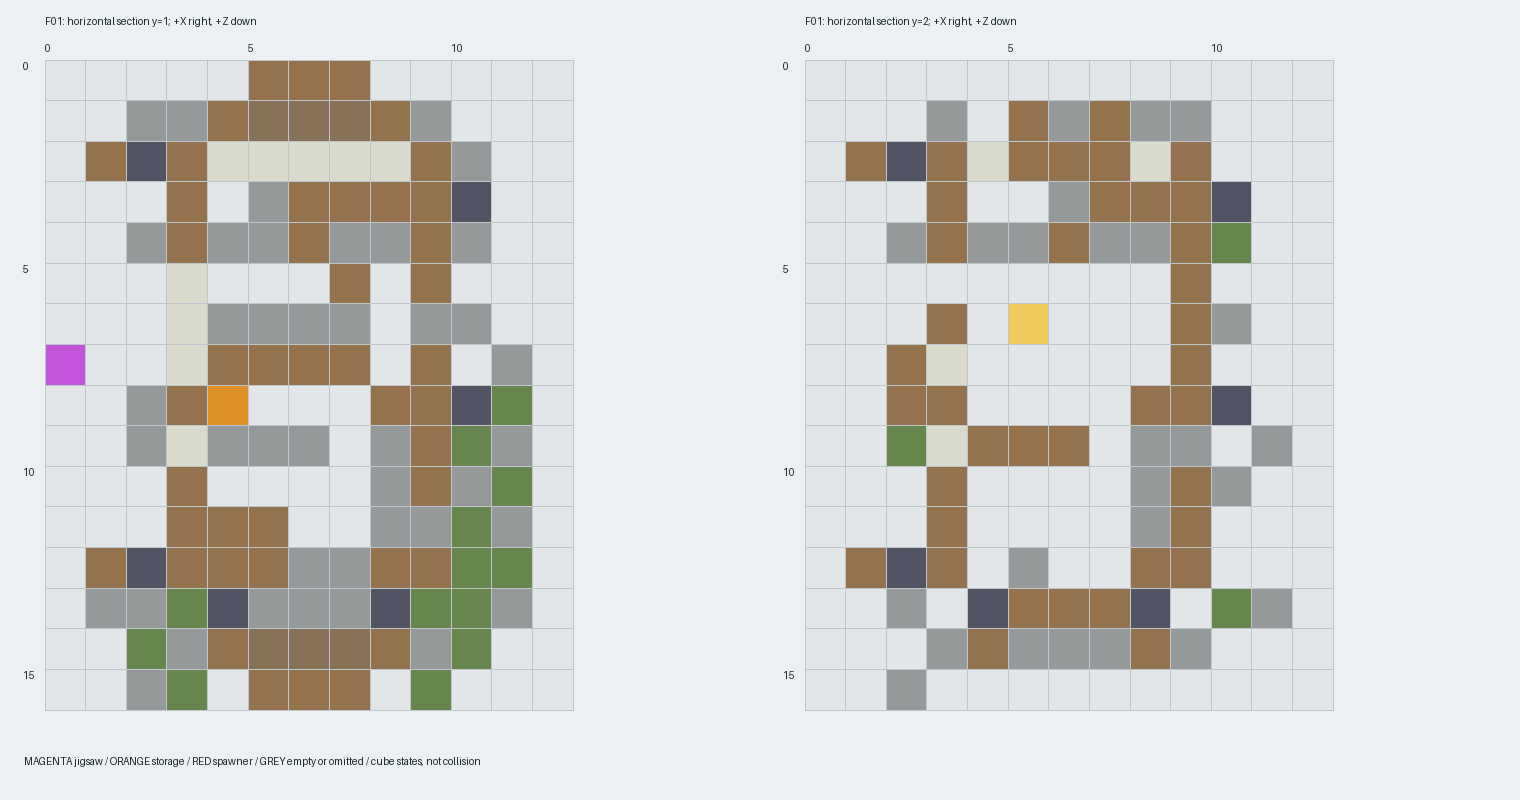 F01: horizontal section y=1; +X right, +Z down
F01: horizontal section y=2; +X right, +Z down
0 5 10
0 5 10
0
0
5
5
10
10
15
15
MAGENTA jigsaw / ORANGE storage / RED spawner / GREY empty or omitted / cube states, not collision